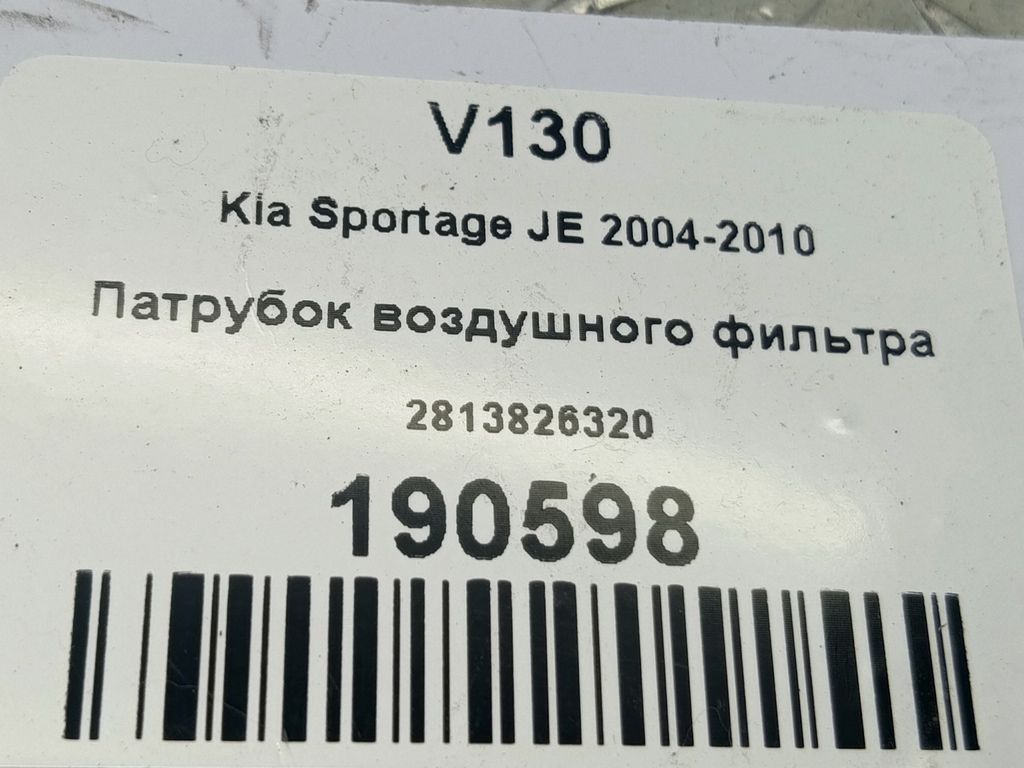 V130
Kia Sportage JE 2004-2010
Патрубок воздушного фильтра
2813826320
190598